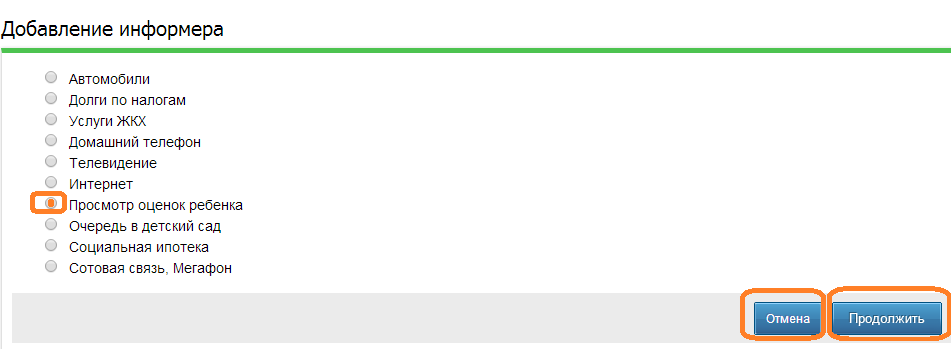 Добавление информера
Автомобили
Долги по налогам
Услуги ЖКХ
Домашний телефон
Телевидение
Интернет
Просмотр оценок ребенка
Очередь в детский сад
Социальная ипотека
Сотовая связь, Мегафон
Отмена Продолжить